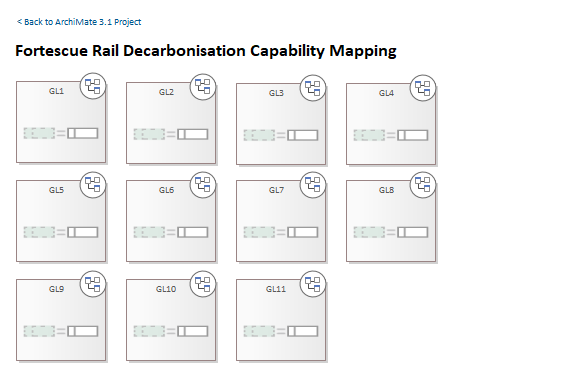 < Back to ArchiMate 3.1 Project
Fortescue Rail Decarbonisation Capability Mapping
GL1
GL2
GL3
GL4
GL5
GL6
GL7
GL8
GL9
GL10
GL11